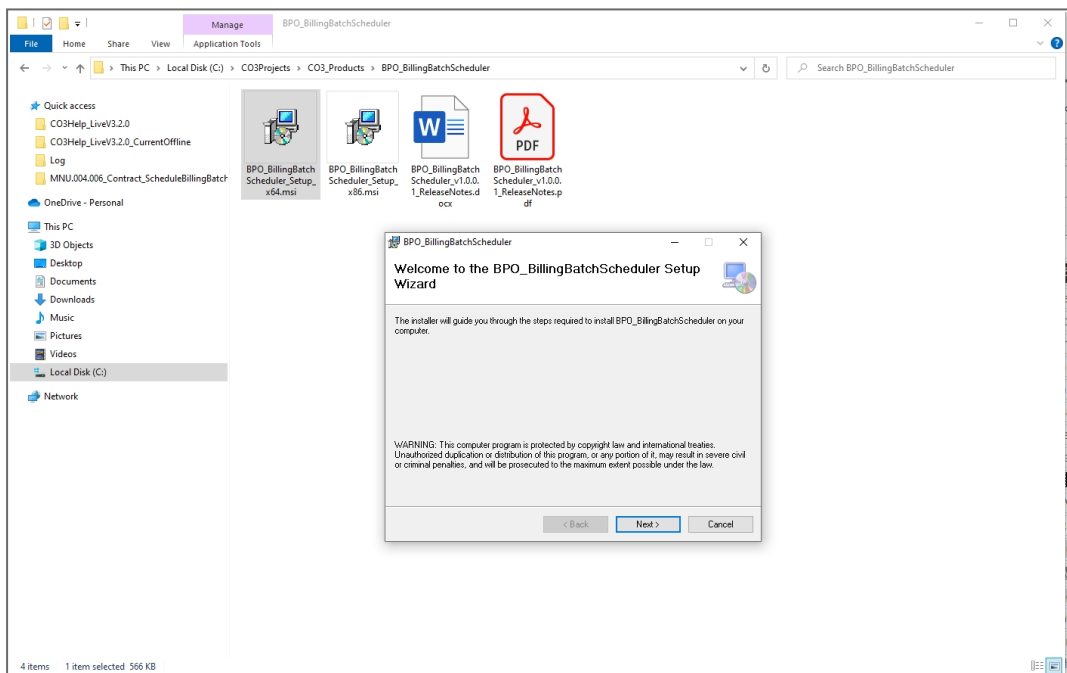 Manage
BPO_BillingBatchScheduler
File
Home
Share
View
Application Tools
This PC > Local Disk (C:) > CO3Projects > CO3_Products > BPO_BillingBatchScheduler
Search BPO_BillingBatchScheduler
Quick access
CO3Help_LiveV3.2.0
CO3Help_LiveV3.2.0_CurrentOffline
Log
MNU.004.006_Contract_ScheduleBillingBatch
OneDrive - Personal
This PC
3D Objects
Desktop
Documents
Downloads
Music
Pictures
Videos
Local Disk (C:)
Network
BPO_BillingBatch
Scheduler_Setup_
x64.msi
BPO_BillingBatch
Scheduler_Setup_
x86.msi
W
BPO_BillingBatch
Scheduler_v1.0.0.
1_ReleaseNotes.d
ocx
PDF
BPO_BillingBatch
Scheduler_v1.0.0.
1_ReleaseNotes.p
df
BPO_BillingBatchScheduler
Welcome to the BPO_BillingBatchScheduler Setup
Wizard
The installer will guide you through the steps required to install BPO_BillingBatchScheduler on your
computer.
WARNING: This computer program is protected by copyright law and international treaties.
Unauthorized duplication or distribution of this program, or any portion of it, may result in severe civil
or criminal penalties, and will be prosecuted to the maximum extent possible under the law.
< Back
Next >
Cancel
4 items
1 item selected 566 KB